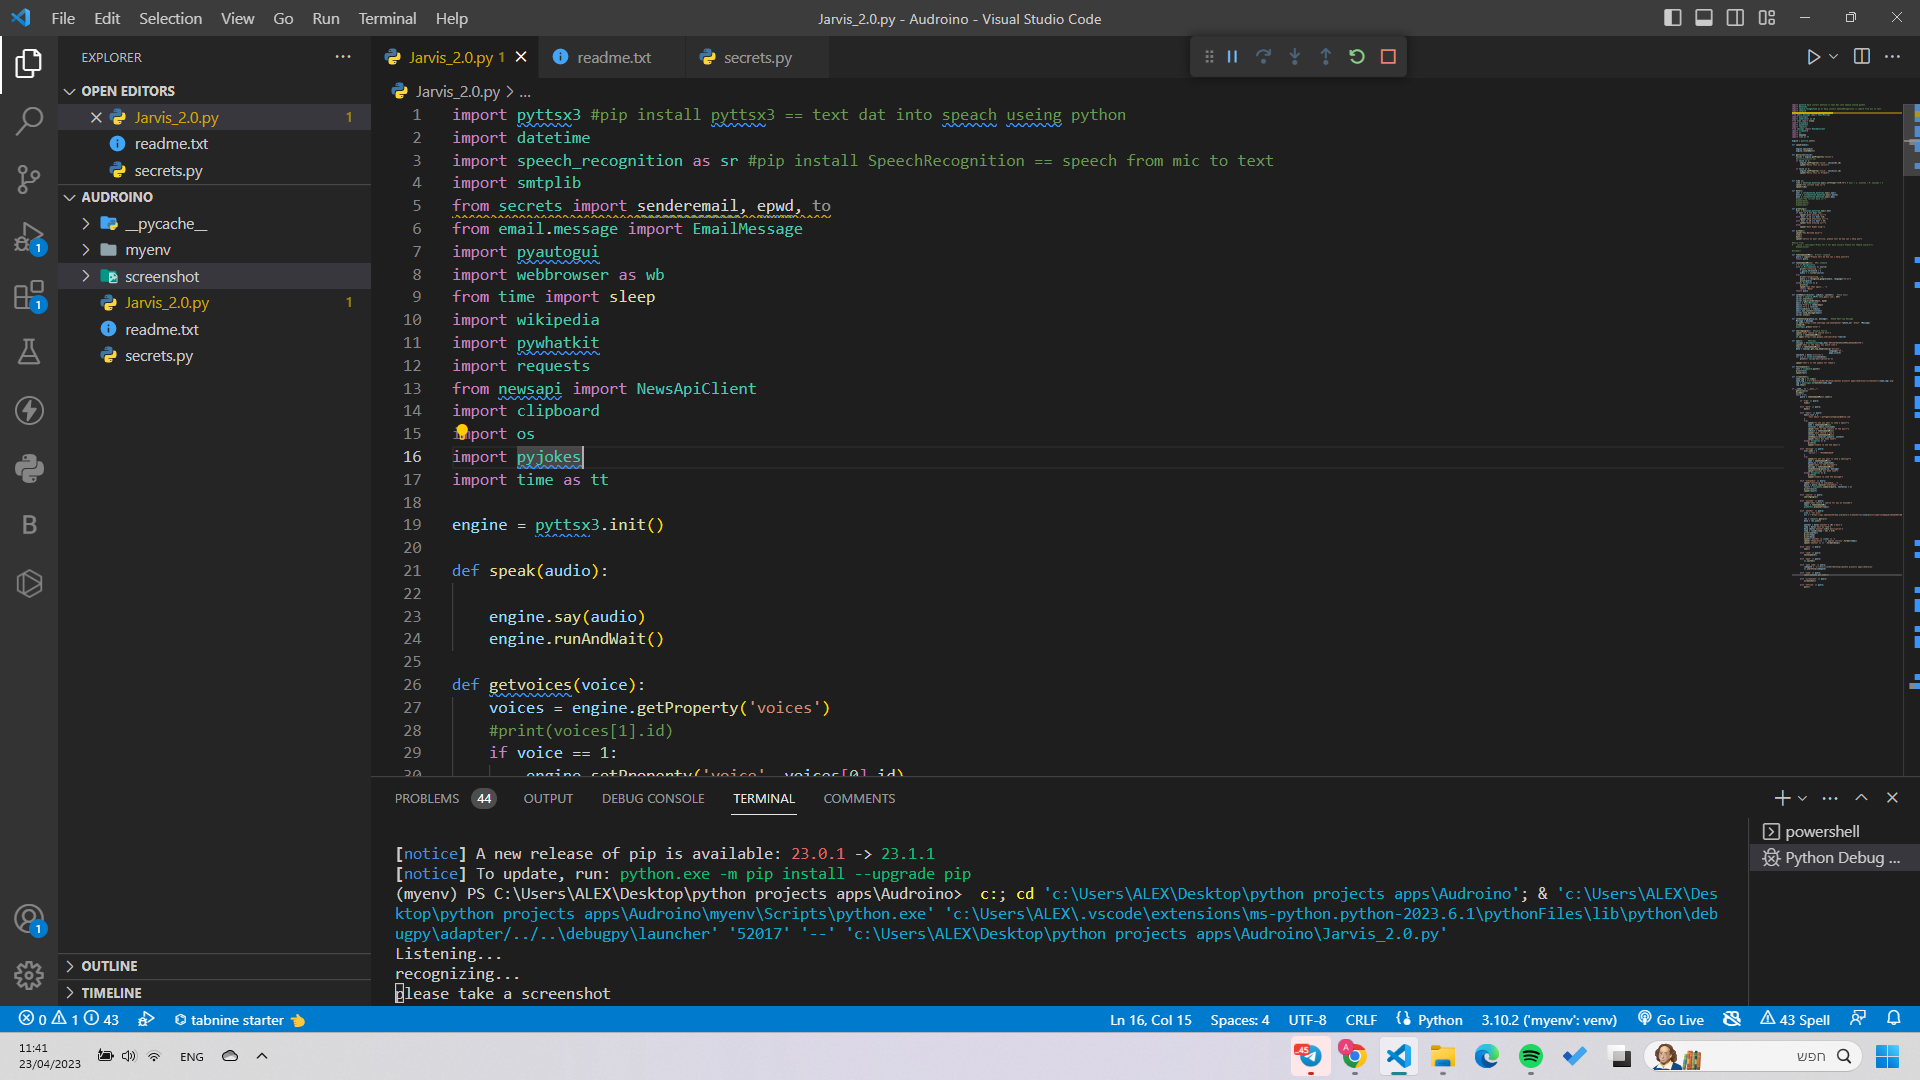 File Edit Selection View Go Run Terminal Help
Jarvis_2.0.py - Audroino - Visual Studio Code
EXPLORER
OPEN EDITORS
Jarvis_2.0.py 1
readme.txt
secrets.py
AUDROINO
__pycache__
myenv
screenshot
Jarvis_2.0.py 1
readme.txt
secrets.py
OUTLINE
TIMELINE
Jarvis_2.0.py 1
readme.txt
secrets.py
Jarvis_2.0.py > ...
1 import pyttsx3 #pip install pyttsx3 == text dat into speach useing python
2 import datetime
3 import speech_recognition as sr #pip install SpeechRecognition == speech from mic to text
4 import smtplib
5 from secrets import senderemail, epwd, to
6 from email.message import EmailMessage
7 import pyautogui
8 import webbrowser as wb
9 from time import sleep
10 import wikipedia
11 import pywhatkit
12 import requests
13 from newsapi import NewsApiClient
14 import clipboard
15 import os
16 import pyjokes
17 import time as tt
18
19 engine = pyttsx3.init()
20
21 def speak(audio):
22
23 engine.say(audio)
24 engine.runAndWait()
25
26 def getvoices(voice):
27 voices = engine.getProperty('voices')
28 #print(voices[1].id)
29 if voice == 1:
30 engine.setProperty('voice', voices[0].id)
PROBLEMS 44 OUTPUT DEBUG CONSOLE TERMINAL COMMENTS
[notice] A new release of pip is available: 23.0.1 -> 23.1.1
[notice] To update, run: python.exe -m pip install --upgrade pip
(myenv) PS C:\Users\ALEX\Desktop\python projects apps\Audroino>  c:; cd 'c:\Users\ALEX\Desktop\python projects apps\Audroino'; & 'c:\Users\ALEX\Des
ktop\python projects apps\Audroino\myenv\Scripts\python.exe' 'c:\Users\ALEX\.vscode\extensions\ms-python.python-2023.6.1\pythonFiles\lib\python\deb
ugpy\adapter/../..\debugpy\launcher' '52017' '--' 'c:\Users\ALEX\Desktop\python projects apps\Audroino\Jarvis_2.0.py'
Listening...
recognizing...
please take a screenshot
powershell
Python Debug ...
0 1 43 tabnine starter
Ln 16, Col 15 Spaces: 4 UTF-8 CRLF Python 3.10.2 ('myenv': venv) Go Live 43 Spell
11:41
23/04/2023
ENG
חפש